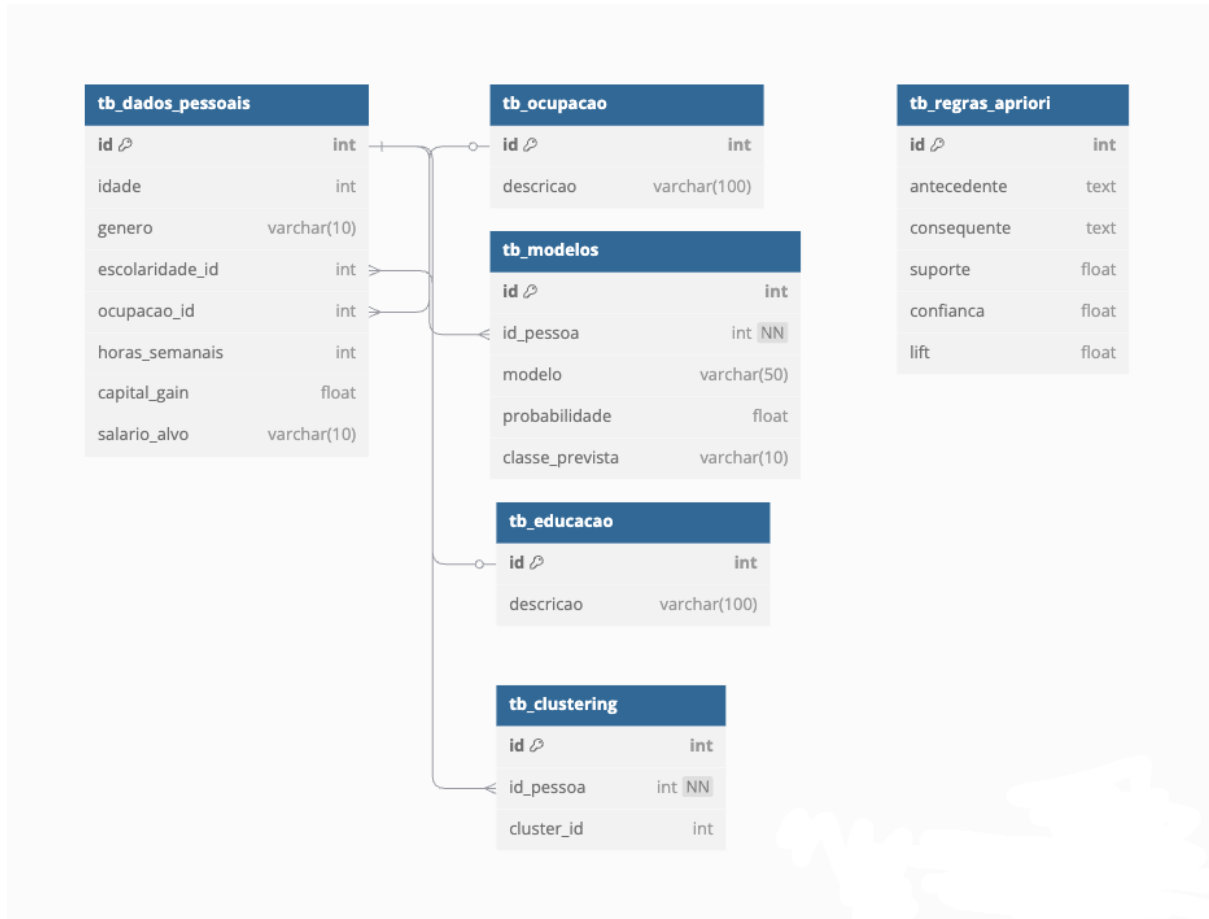 tb_dados_pessoais
id int
idade int
genero varchar(10)
escolaridade_id int
ocupacao_id int
horas_semanais int
capital_gain float
salario_alvo varchar(10)
tb_ocupacao
id int
descricao varchar(100)
tb_modelos
id int
id_pessoa int NN
modelo varchar(50)
probabilidade float
classe_prevista varchar(10)
tb_educacao
id int
descricao varchar(100)
tb_clustering
id int
id_pessoa int NN
cluster_id int
tb_regras_apriori
id int
antecedente text
consequente text
suporte float
confianca float
lift float